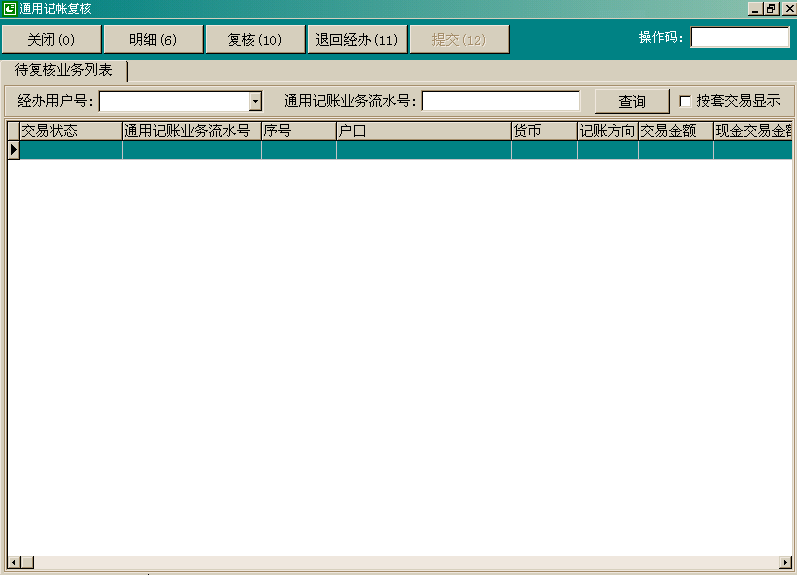 通用记帐复核
关闭(0) 明细(6) 复核(10) 退回经办(11) 提交(12) 操作码:
待复核业务列表
经办用户号: 通用记账业务流水号: 查询 按套交易显示
交易状态 通用记账业务流水号 序号 户口 货币 记账方向 交易金额 现金交易金额